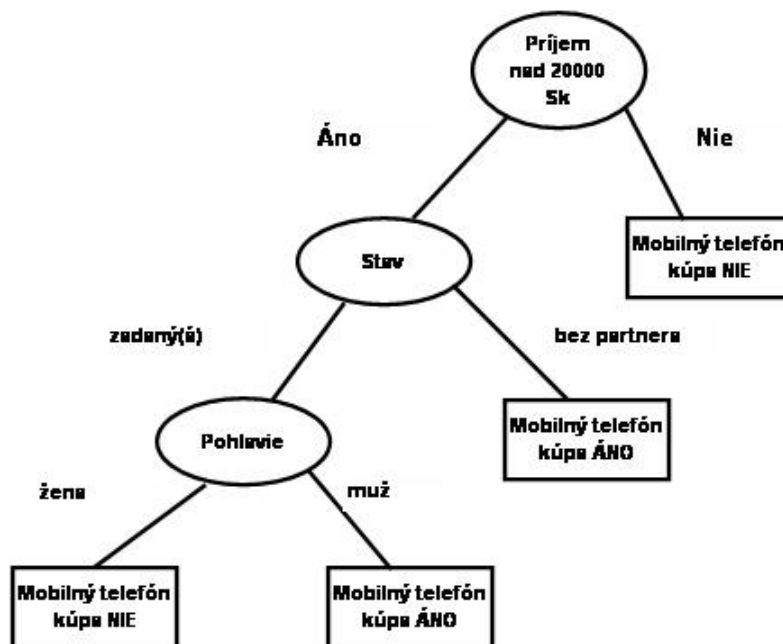 Príjem
nad 20000
Sk
Áno
Nie
Mobilný telefón
kúpa NIE
Stav
zadaný(á)
bez partnera
Mobilný telefón
kúpa ÁNO
Pohlavie
žena
muž
Mobilný telefón
kúpa NIE
Mobilný telefón
kúpa ÁNO